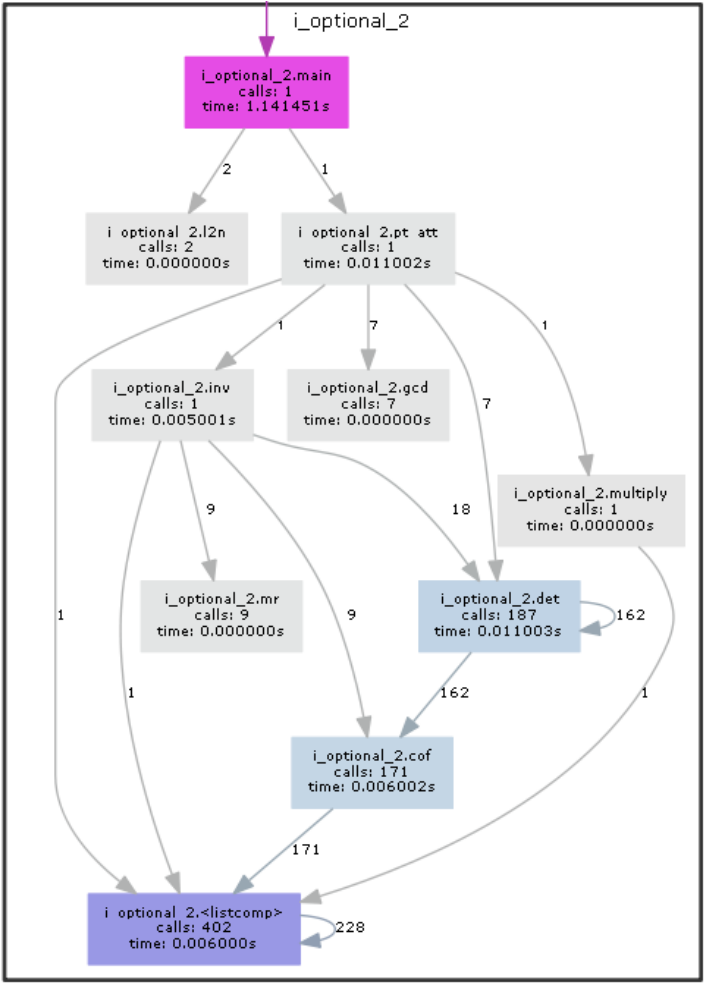 i_optional_2
i_optional_2.main
calls: 1
time: 1.141451s
2
1
i_optional_2.l2n
calls: 2
time: 0.000000s
i_optional_2.pt_att
calls: 1
time: 0.011002s
1
7
1
i_optional_2.inv
calls: 1
time: 0.005001s
i_optional_2.gcd
calls: 7
time: 0.000000s
7
i_optional_2.multiply
calls: 1
time: 0.000000s
9
18
i_optional_2.mr
calls: 9
time: 0.000000s
i_optional_2.det
calls: 187
time: 0.011003s
1
9
162
1
162
1
i_optional_2.cof
calls: 171
time: 0.006002s
171
i_optional_2.<listcomp>
calls: 402
time: 0.006000s
228